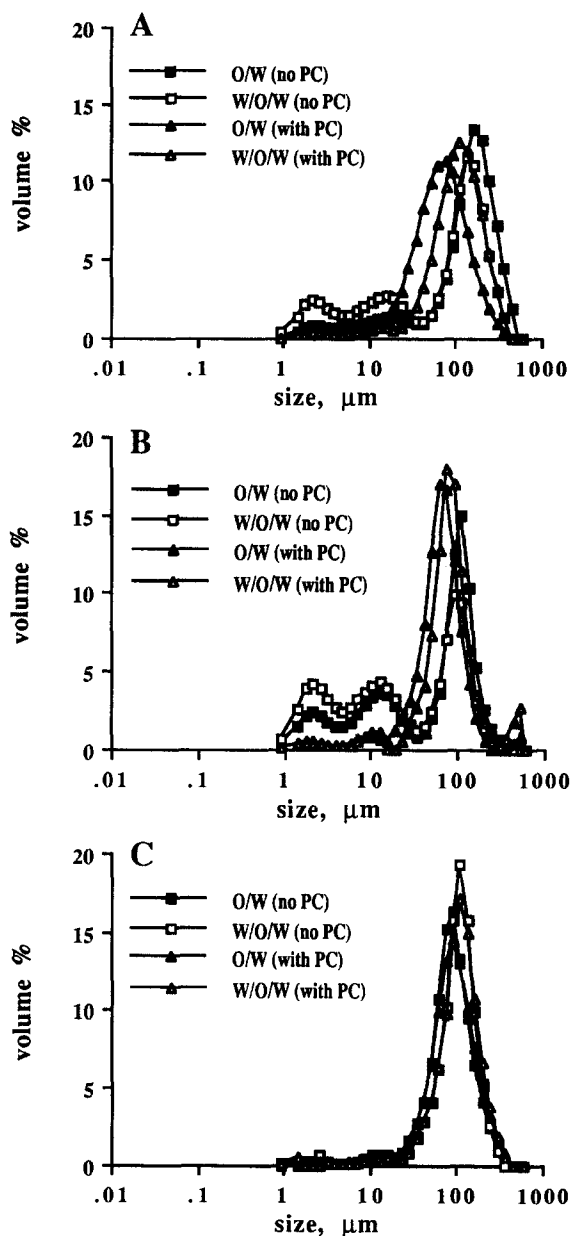 A
20
15
10
5
0
volume %
O/W (no PC)
W/O/W (no PC)
O/W (with PC)
W/O/W (with PC)
.01 .1 1 10 100 1000
size, μm
B
20
15
10
5
0
volume %
O/W (no PC)
W/O/W (no PC)
O/W (with PC)
W/O/W (with PC)
.01 .1 1 10 100 1000
size, μm
C
20
15
10
5
0
volume %
O/W (no PC)
W/O/W (no PC)
O/W (with PC)
W/O/W (with PC)
.01 .1 1 10 100 1000
size, μm